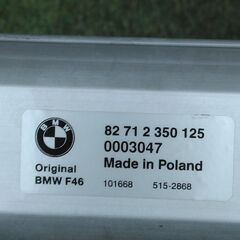 BMW
82 71 2 350 125
0003047
Original Made in Poland
BMW F46
101668 515-2868